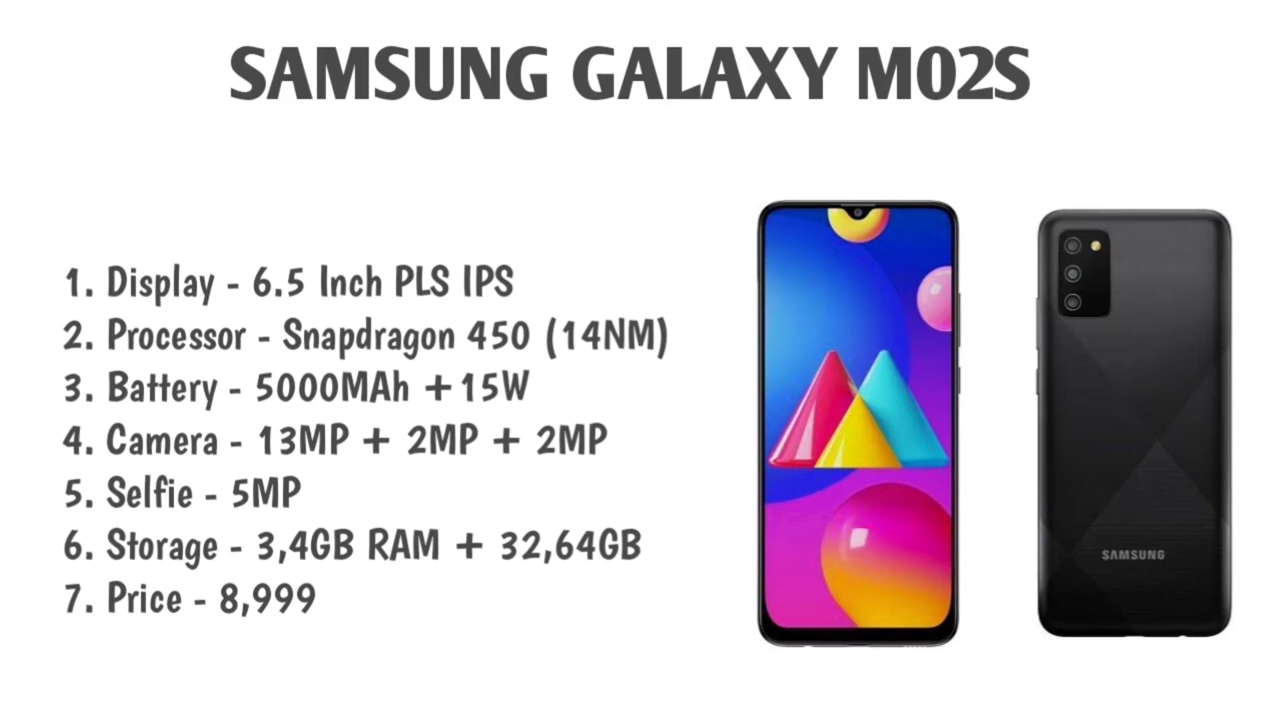 SAMSUNG GALAXY M02S
1. Display - 6.5 Inch PLS IPS
2. Processor - Snapdragon 450 (14NM)
3. Battery - 5000MAh +15W
4. Camera - 13MP + 2MP + 2MP
5. Selfie - 5MP
6. Storage - 3,4GB RAM + 32,64GB
7. Price - 8,999
SAMSUNG